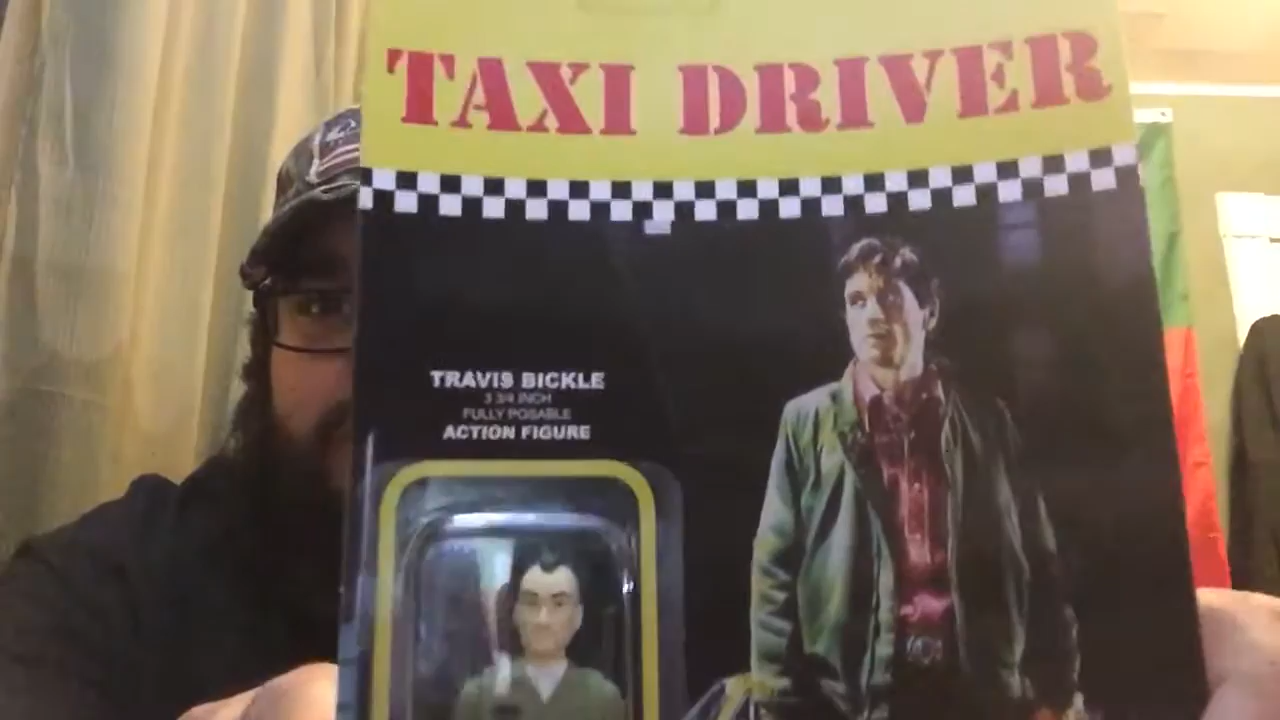 TAXI DRIVER
TRAVIS BICKLE
3 3/4 INCH
FULLY POSABLE
ACTION FIGURE